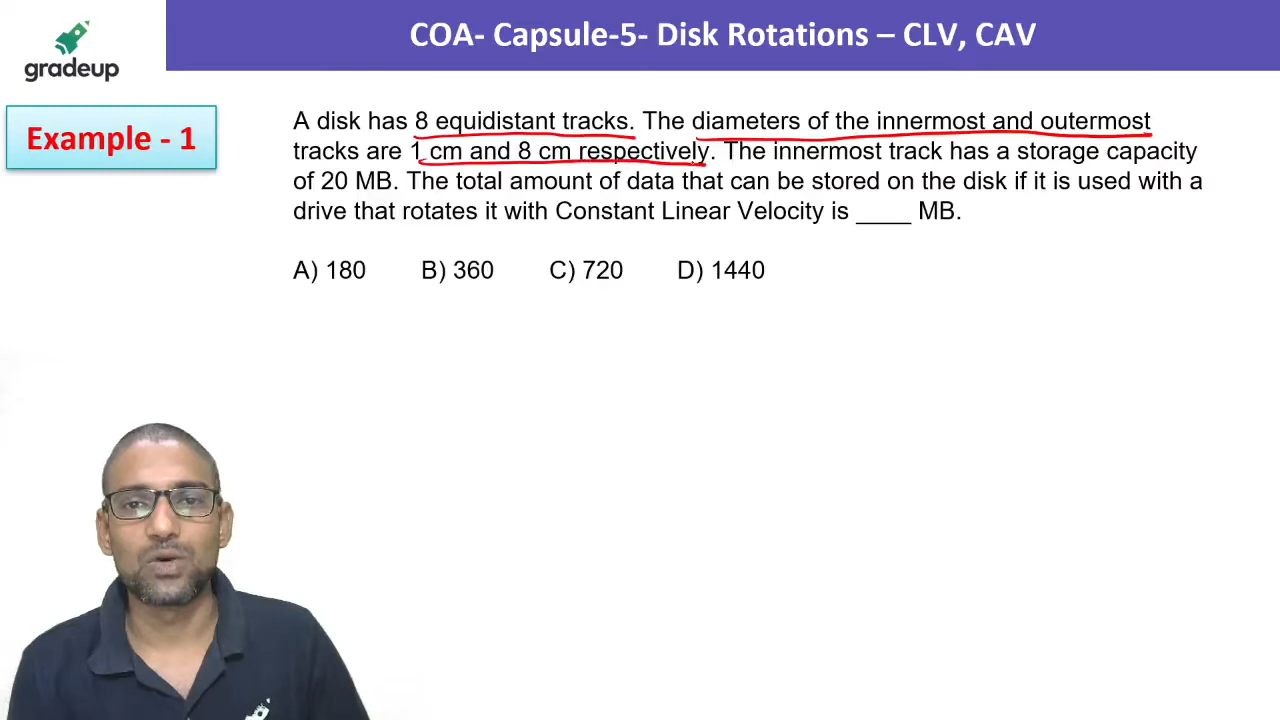 COA- Capsule-5- Disk Rotations – CLV, CAV
gradeup
Example - 1
A disk has 8 equidistant tracks. The diameters of the innermost and outermost
tracks are 1 cm and 8 cm respectively. The innermost track has a storage capacity
of 20 MB. The total amount of data that can be stored on the disk if it is used with a
drive that rotates it with Constant Linear Velocity is ____ MB.
A) 180 B) 360 C) 720 D) 1440